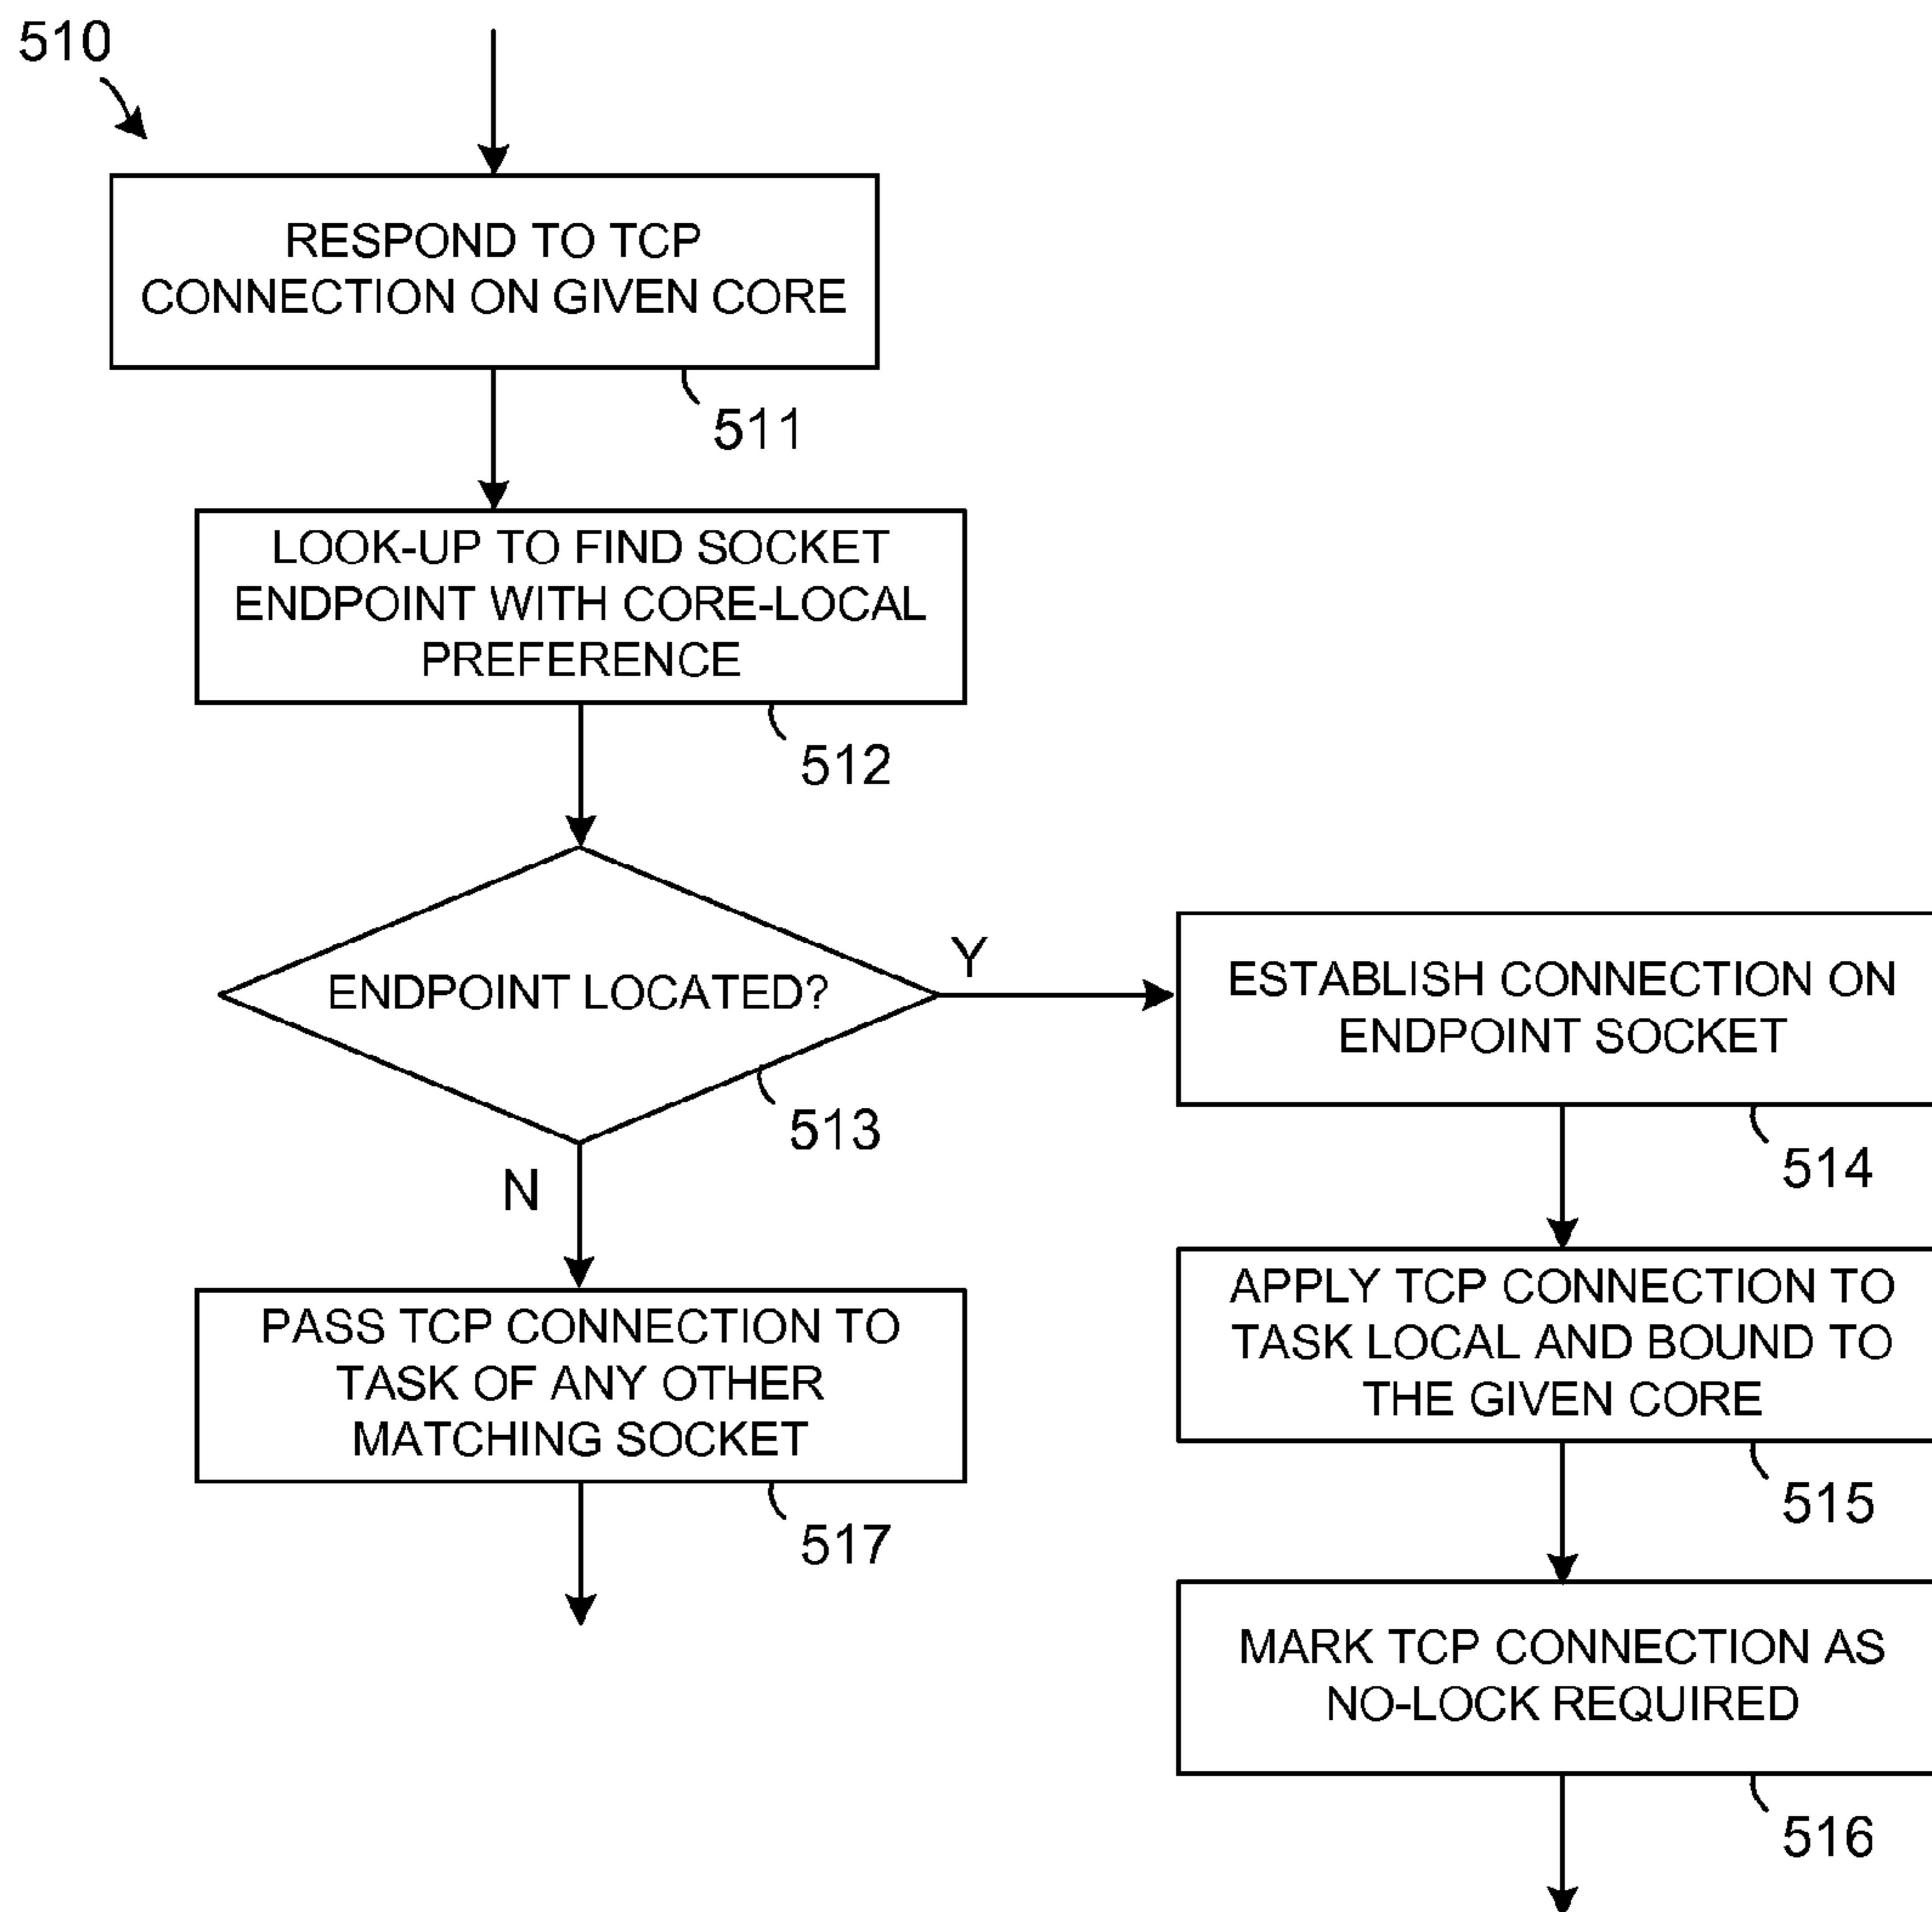 510
RESPOND TO TCP
CONNECTION ON GIVEN CORE
511
LOOK-UP TO FIND SOCKET
ENDPOINT WITH CORE-LOCAL
PREFERENCE
512
ENDPOINT LOCATED?
Y
513
N
ESTABLISH CONNECTION ON
ENDPOINT SOCKET
514
APPLY TCP CONNECTION TO
TASK LOCAL AND BOUND TO
THE GIVEN CORE
515
MARK TCP CONNECTION AS
NO-LOCK REQUIRED
516
PASS TCP CONNECTION TO
TASK OF ANY OTHER
MATCHING SOCKET
517